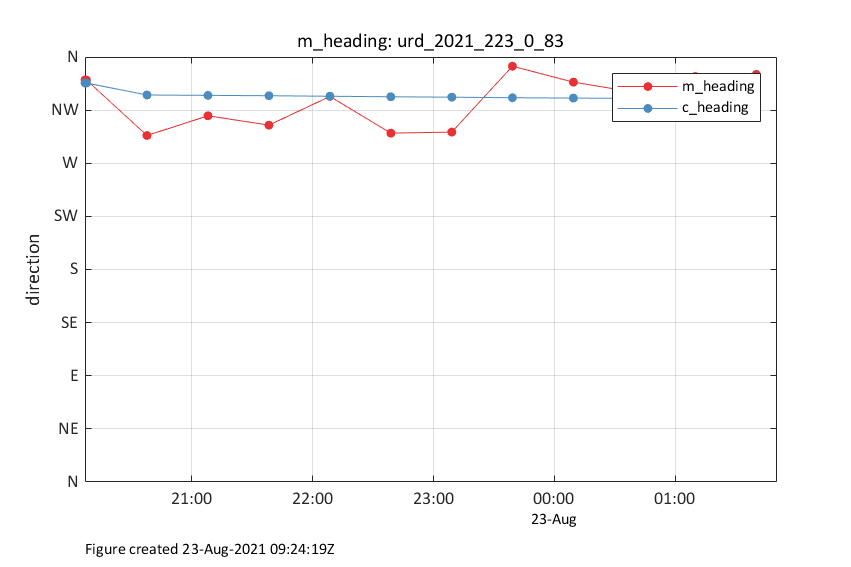 m_heading: urd_2021_223_0_83
N
NW
W
SW
S
SE
E
NE
N
direction
m_heading
c_heading
21:00 22:00 23:00 00:00 01:00
23-Aug
Figure created 23-Aug-2021 09:24:19Z